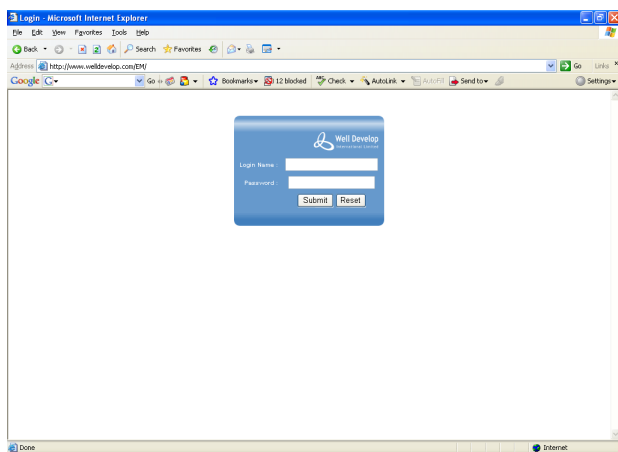 Login - Microsoft Internet Explorer
File Edit View Favorites Tools Help
Back Search Favorites
Address http://www.welldevelop.com/EM/ Go Links
Google G Go Bookmarks 12 blocked Check AutoLink AutoFill Send to Settings
Well Develop
International Limited
Login Name :
Password :
Submit Reset
Done Internet